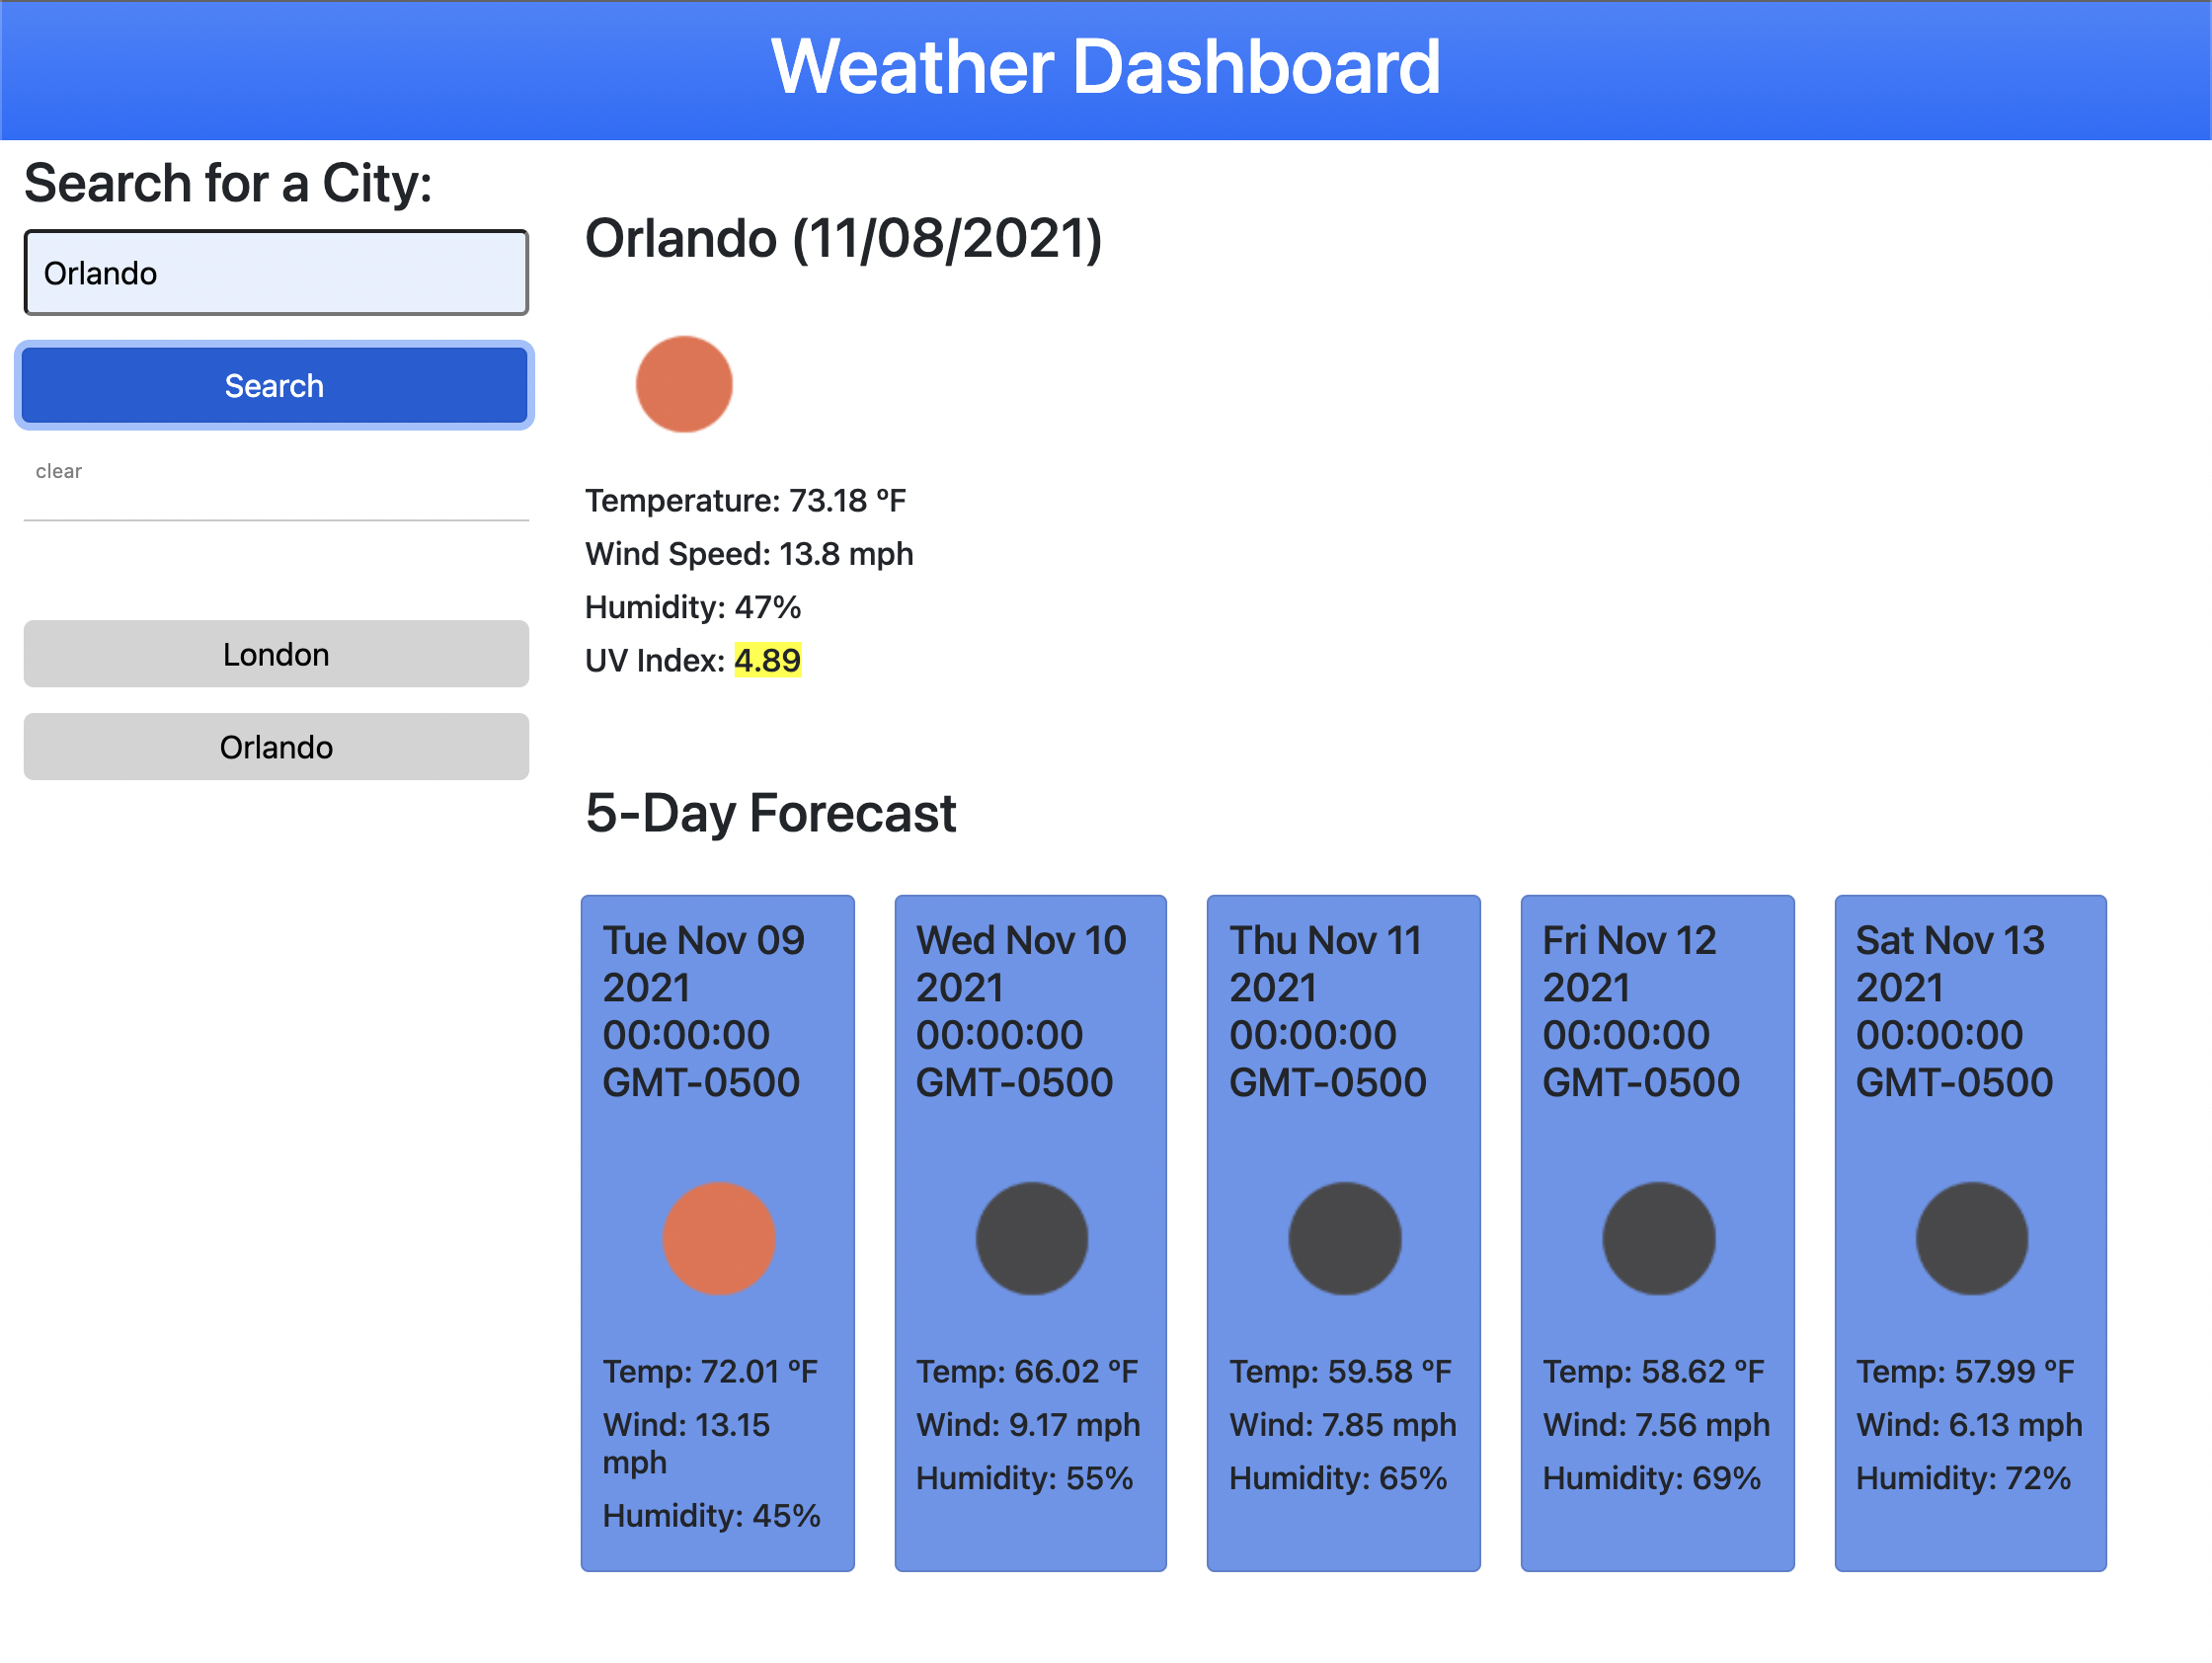 Weather Dashboard
Search for a City:
Orlando
Search
clear
London
Orlando
Orlando (11/08/2021)
Temperature: 73.18 ºF
Wind Speed: 13.8 mph
Humidity: 47%
UV Index: 4.89
5-Day Forecast
Tue Nov 09
2021
00:00:00
GMT-0500
Temp: 72.01 ºF
Wind: 13.15
mph
Humidity: 45%
Wed Nov 10
2021
00:00:00
GMT-0500
Temp: 66.02 ºF
Wind: 9.17 mph
Humidity: 55%
Thu Nov 11
2021
00:00:00
GMT-0500
Temp: 59.58 ºF
Wind: 7.85 mph
Humidity: 65%
Fri Nov 12
2021
00:00:00
GMT-0500
Temp: 58.62 ºF
Wind: 7.56 mph
Humidity: 69%
Sat Nov 13
2021
00:00:00
GMT-0500
Temp: 57.99 ºF
Wind: 6.13 mph
Humidity: 72%